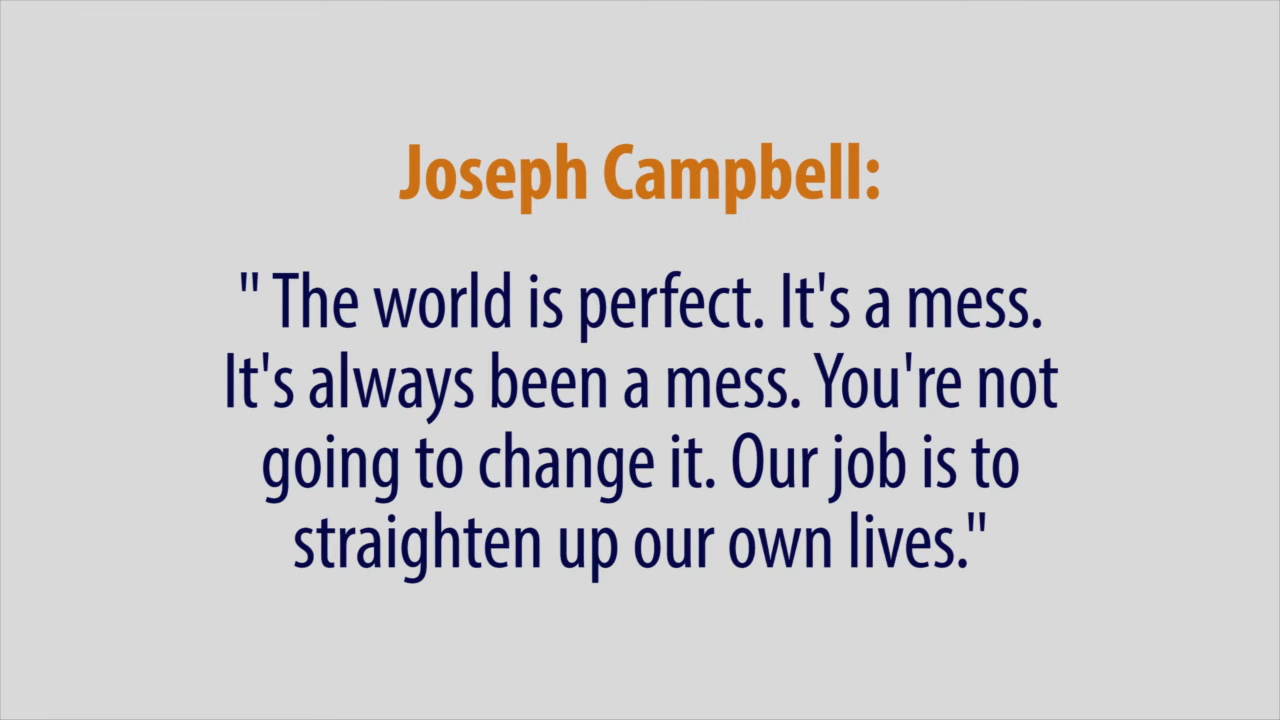 Joseph Campbell:
" The world is perfect. It's a mess.
It's always been a mess. You're not
going to change it. Our job is to
straighten up our own lives."